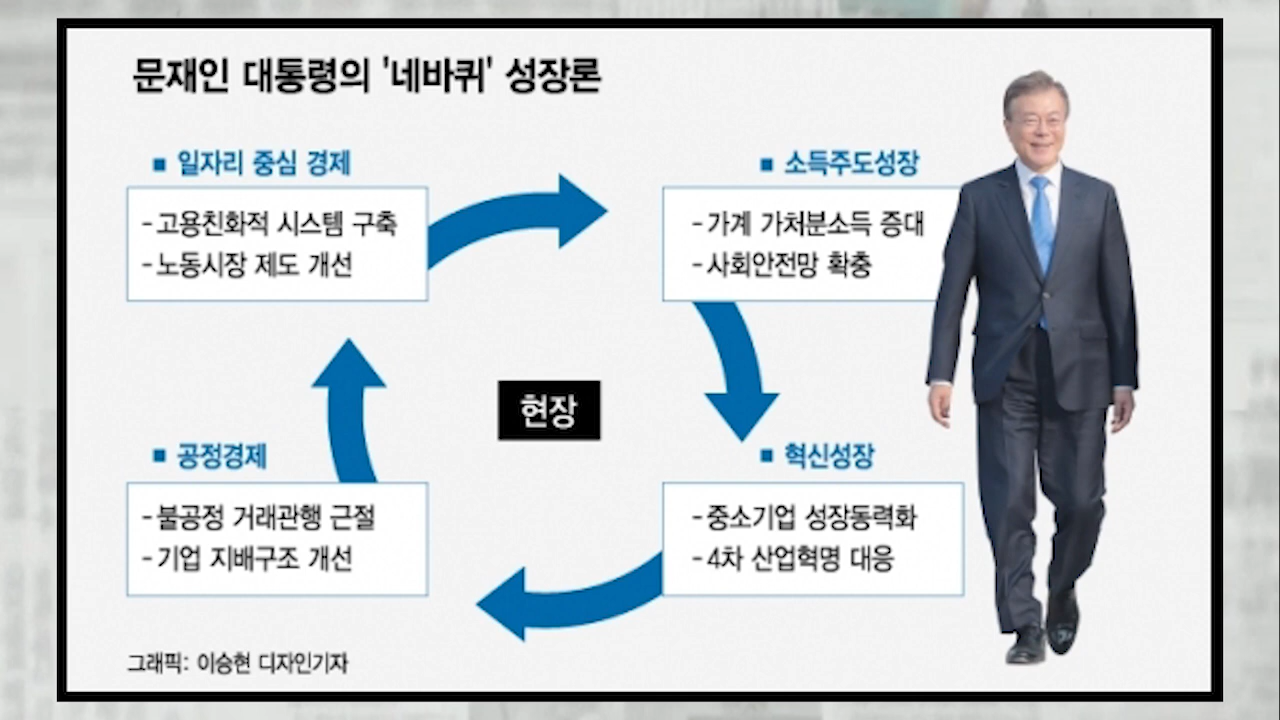 문재인 대통령의 '네바퀴' 성장론
■ 일자리 중심 경제
- 고용친화적 시스템 구축
- 노동시장 제도 개선
■ 소득주도성장
- 가계 가처분소득 증대
- 사회안전망 확충
현장
■ 공정경제
- 불공정 거래관행 근절
- 기업 지배구조 개선
■ 혁신성장
- 중소기업 성장동력화
- 4차 산업혁명 대응
그래픽: 이승현 디자인기자